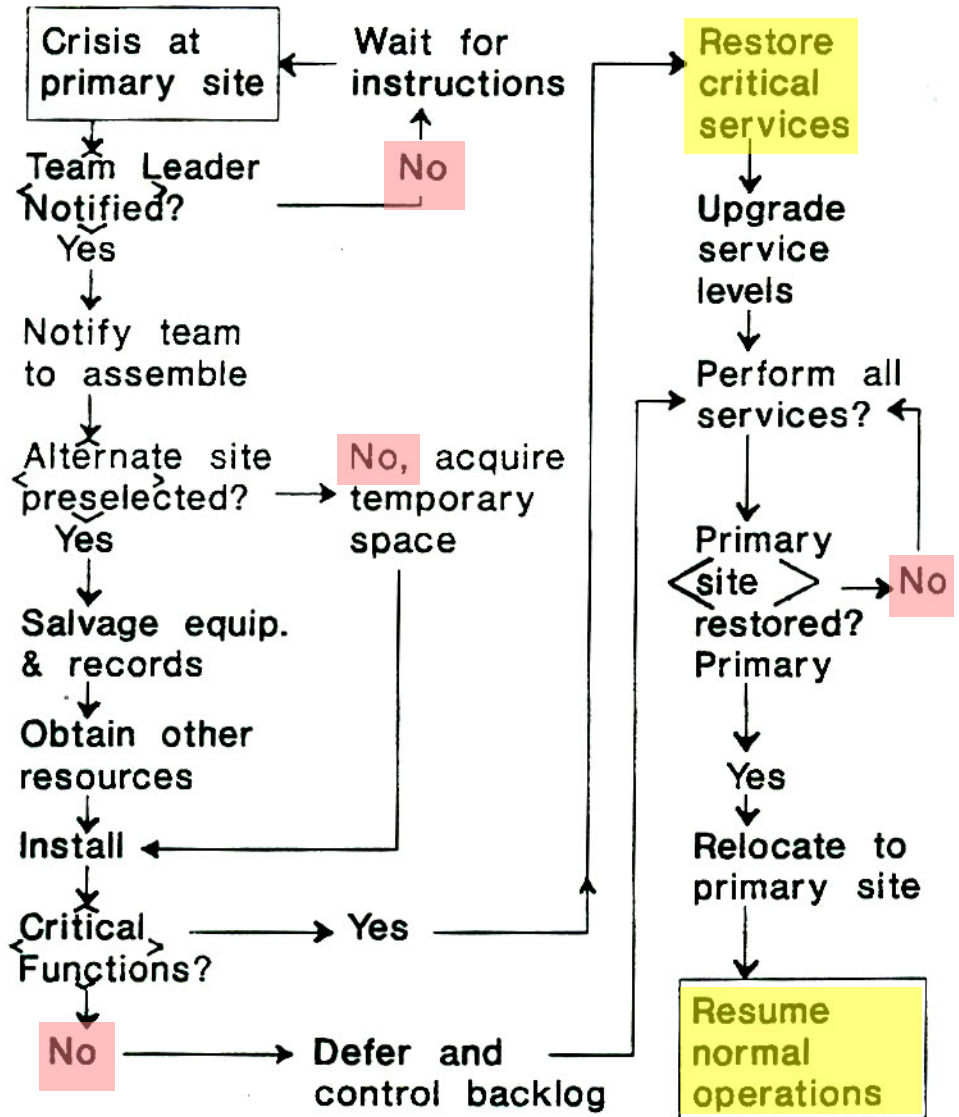 Crisis at
primary site
Wait for
instructions
Team Leader
Notified?
No
Yes
Notify team
to assemble
Alternate site
preselected?
No, acquire
temporary
space
Yes
Salvage equip.
& records
Obtain other
resources
Install
Critical
Functions?
Yes
No
Defer and
control backlog
Restore
critical
services
Upgrade
service
levels
Perform all
services?
Primary
site
restored?
Primary
No
Yes
Relocate to
primary site
Resume
normal
operations